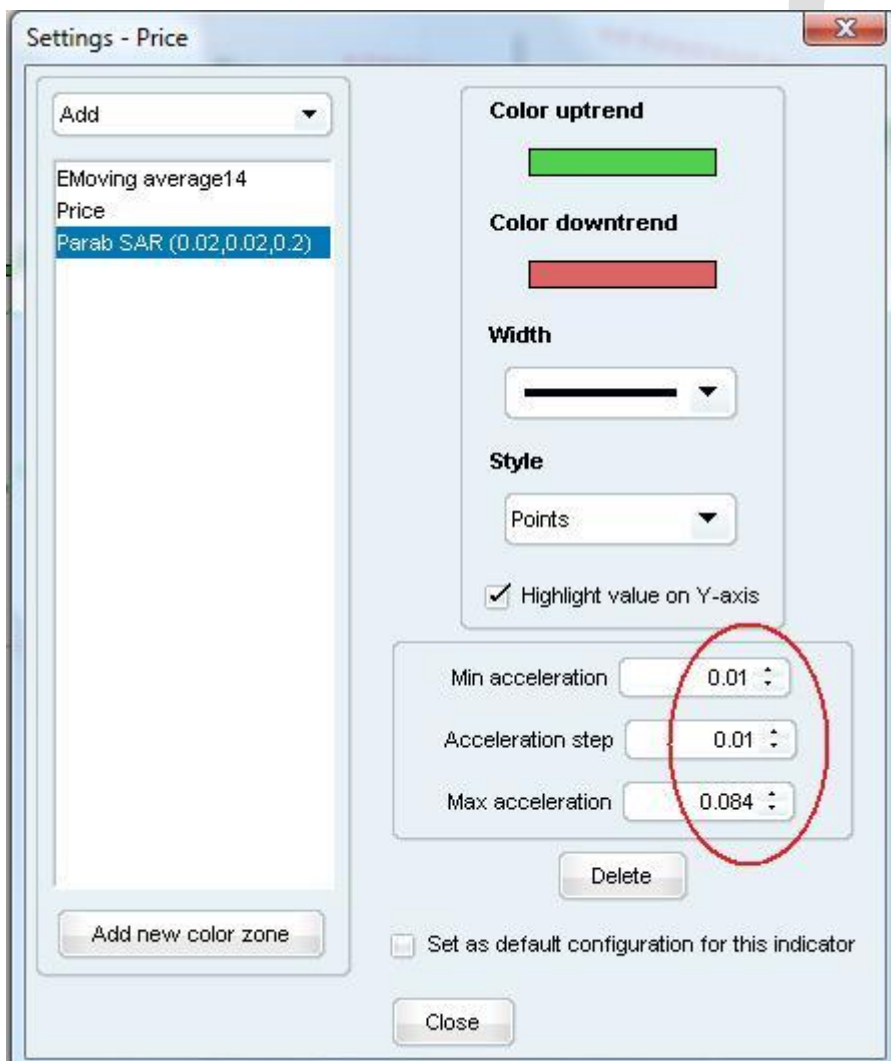 Settings - Price
Add
EMoving average14
Price
Parab SAR (0.02,0.02,0.2)
Add new color zone
Color uptrend
Color downtrend
Width
Style
Points
Highlight value on Y-axis
Min acceleration 0.01
Acceleration step 0.01
Max acceleration 0.084
Delete
Set as default configuration for this indicator
Close